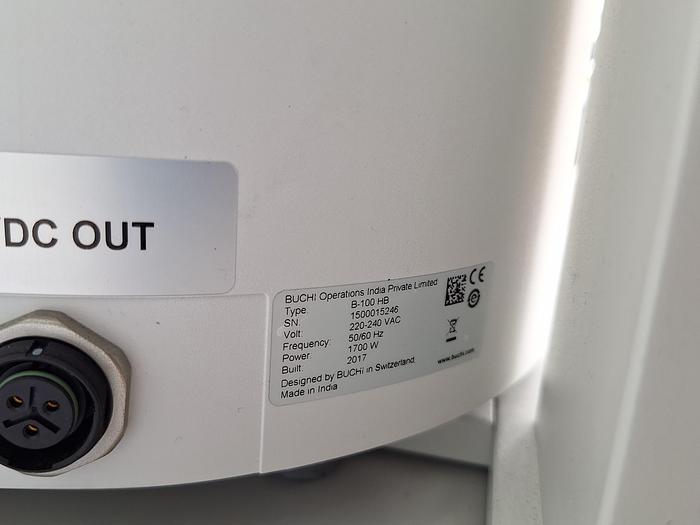 DC OUT
BUCHI Operations India Private Limited
Type: B-100 HB
SN: 1500015246
Volt: 220-240 VAC
Frequency: 50/60 Hz
Power: 1700 W
Built: 2017
Designed by BUCHI in Switzerland.
Made in India
CE
www.buchi.com